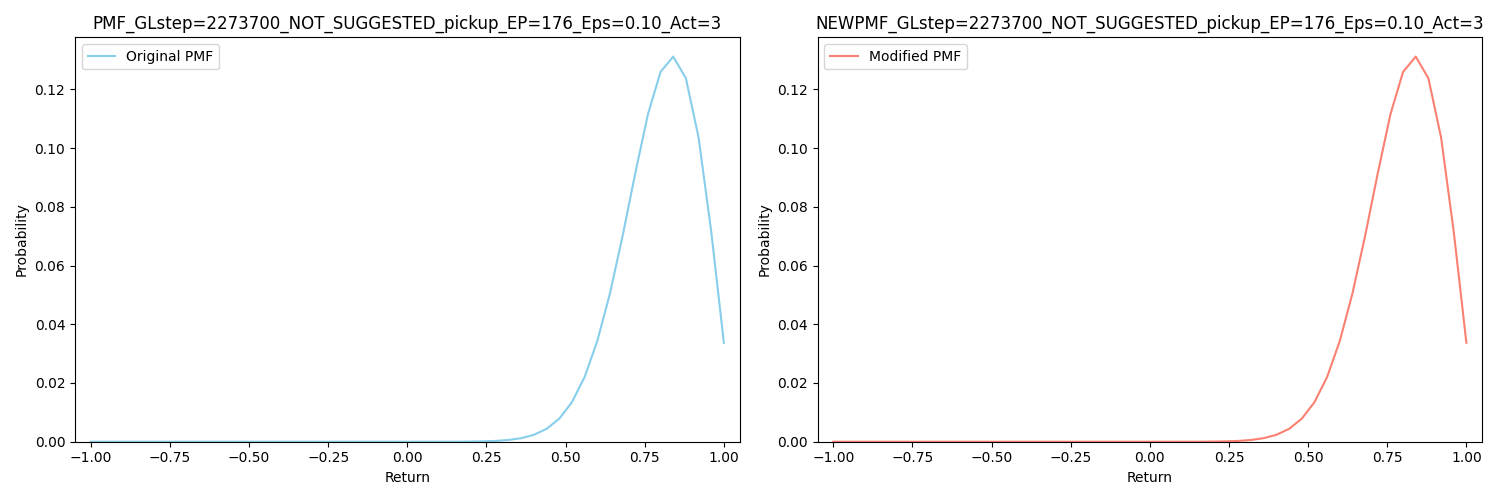 PMF_GLstep=2273700_NOT_SUGGESTED_pickup_EP=176_Eps=0.10_Act=3
Original PMF
0.12
0.10
0.08
0.06
0.04
0.02
0.00
Probability
−1.00 −0.75 −0.50 −0.25 0.00 0.25 0.50 0.75 1.00
Return
NEWPMF_GLstep=2273700_NOT_SUGGESTED_pickup_EP=176_Eps=0.10_Act=3
Modified PMF
0.12
0.10
0.08
0.06
0.04
0.02
0.00
Probability
−1.00 −0.75 −0.50 −0.25 0.00 0.25 0.50 0.75 1.00
Return